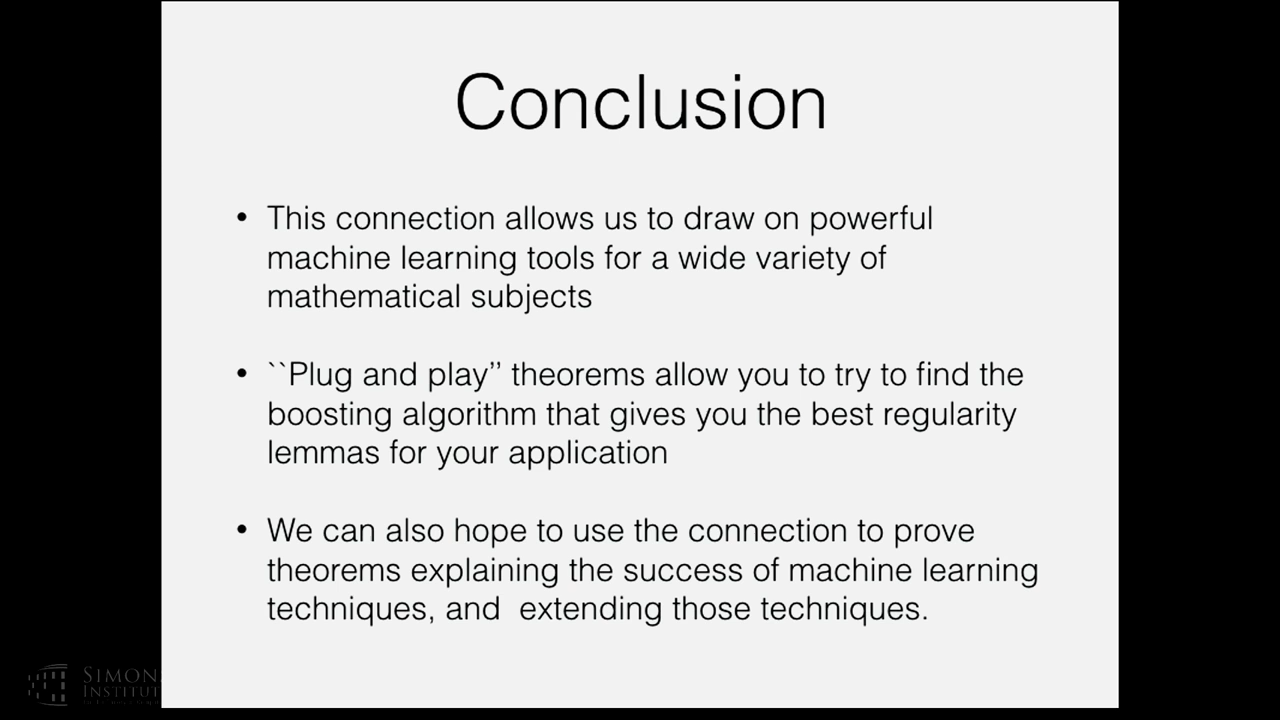 Conclusion
• This connection allows us to draw on powerful
machine learning tools for a wide variety of
mathematical subjects
• ``Plug and play’’ theorems allow you to try to find the
boosting algorithm that gives you the best regularity
lemmas for your application
• We can also hope to use the connection to prove
theorems explaining the success of machine learning
techniques, and  extending those techniques.
SIMONS
INSTITUT